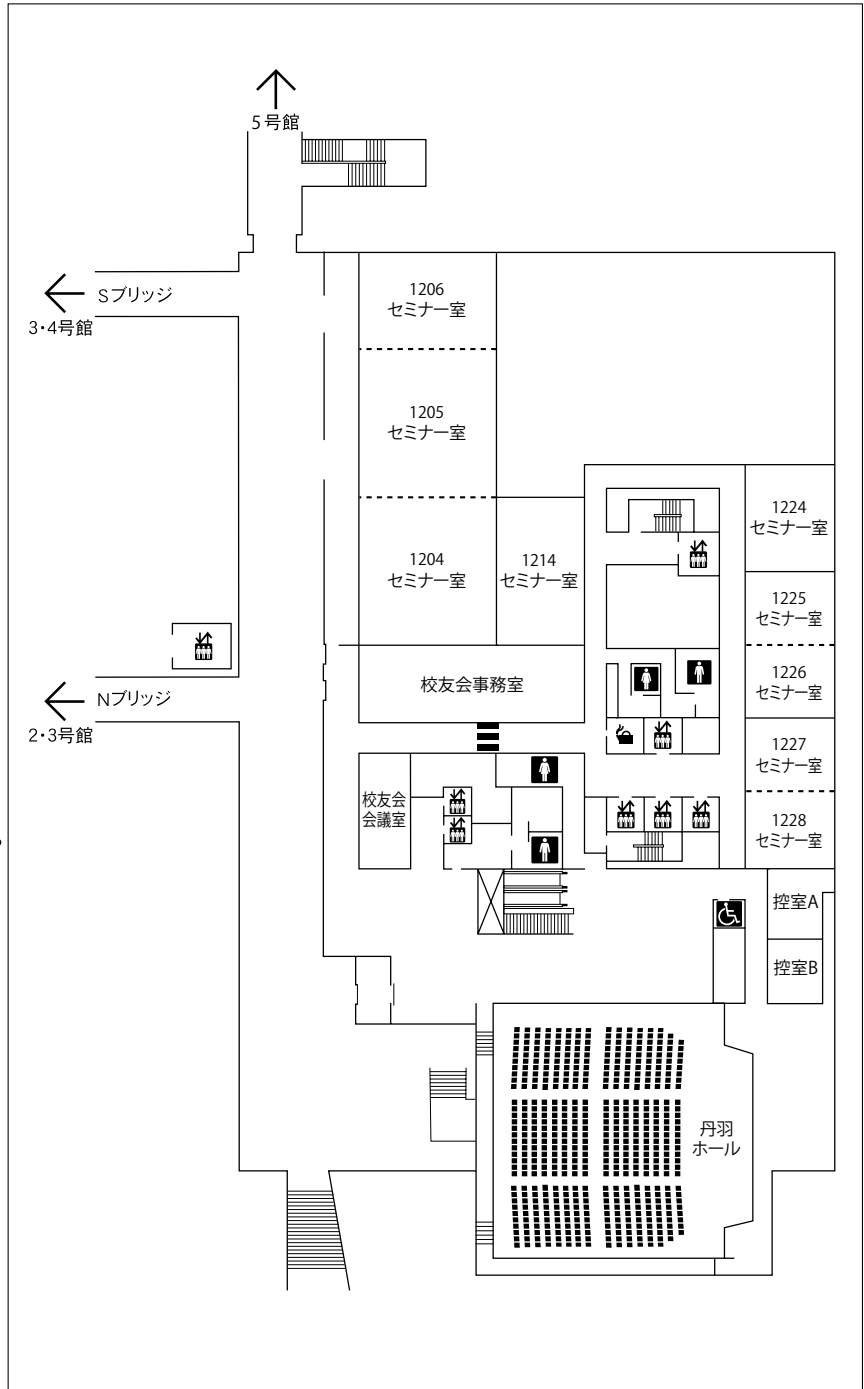 5号館
Sブリッジ
3・4号館
1206
セミナー室
1205
セミナー室
1204
セミナー室
1214
セミナー室
1224
セミナー室
1225
セミナー室
1226
セミナー室
1227
セミナー室
1228
セミナー室
Nブリッジ
2・3号館
校友会事務室
校友会
会議室
控室A
控室B
丹羽
ホール